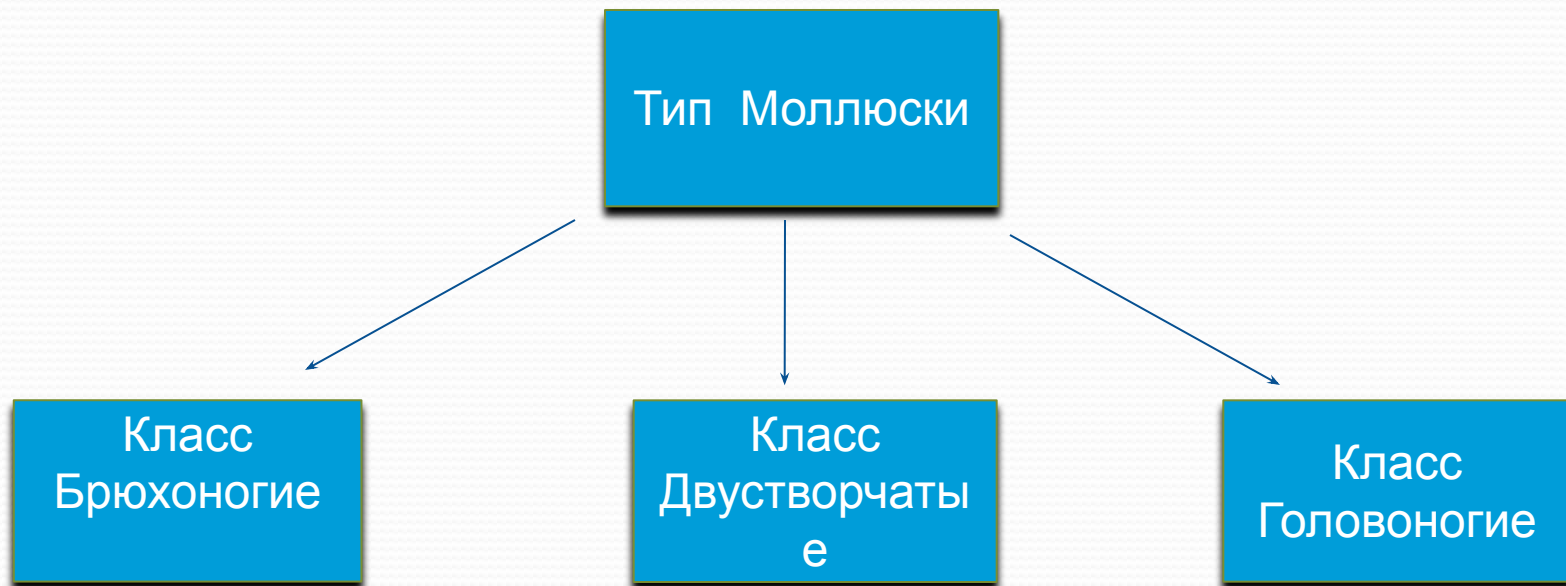 Тип Моллюски
Класс
Брюхоногие
Класс
Двустворчаты
е
Класс
Головоногие